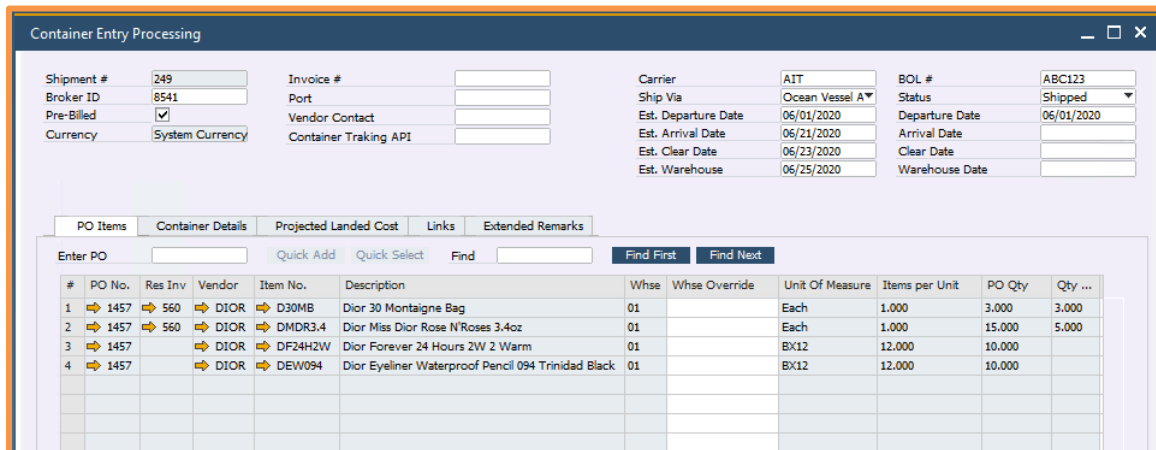 Container Entry Processing
Shipment # 249 Invoice # Carrier AIT BOL # ABC123
Broker ID 8541 Port Ship Via Ocean Vessel A Status Shipped
Pre-Billed Vendor Contact Est. Departure Date 06/01/2020 Departure Date 06/01/2020
Currency System Currency Container Traking API Est. Arrival Date 06/21/2020 Arrival Date
Est. Clear Date 06/23/2020 Clear Date
Est. Warehouse 06/25/2020 Warehouse Date
PO Items Container Details Projected Landed Cost Links Extended Remarks
Enter PO Quick Add Quick Select Find Find First Find Next
# PO No. Res Inv Vendor Item No. Description Whse Whse Override Unit Of Measure Items per Unit PO Qty Qty ...
1 1457 560 DIOR D30MB Dior 30 Montaigne Bag 01 Each 1.000 3.000 3.000
2 1457 560 DIOR DMDR3.4 Dior Miss Dior Rose N'Roses 3.4oz 01 Each 1.000 15.000 5.000
3 1457 DIOR DF24H2W Dior Forever 24 Hours 2W 2 Warm 01 BX12 12.000 10.000
4 1457 DIOR DEW094 Dior Eyeliner Waterproof Pencil 094 Trinidad Black 01 BX12 12.000 10.000